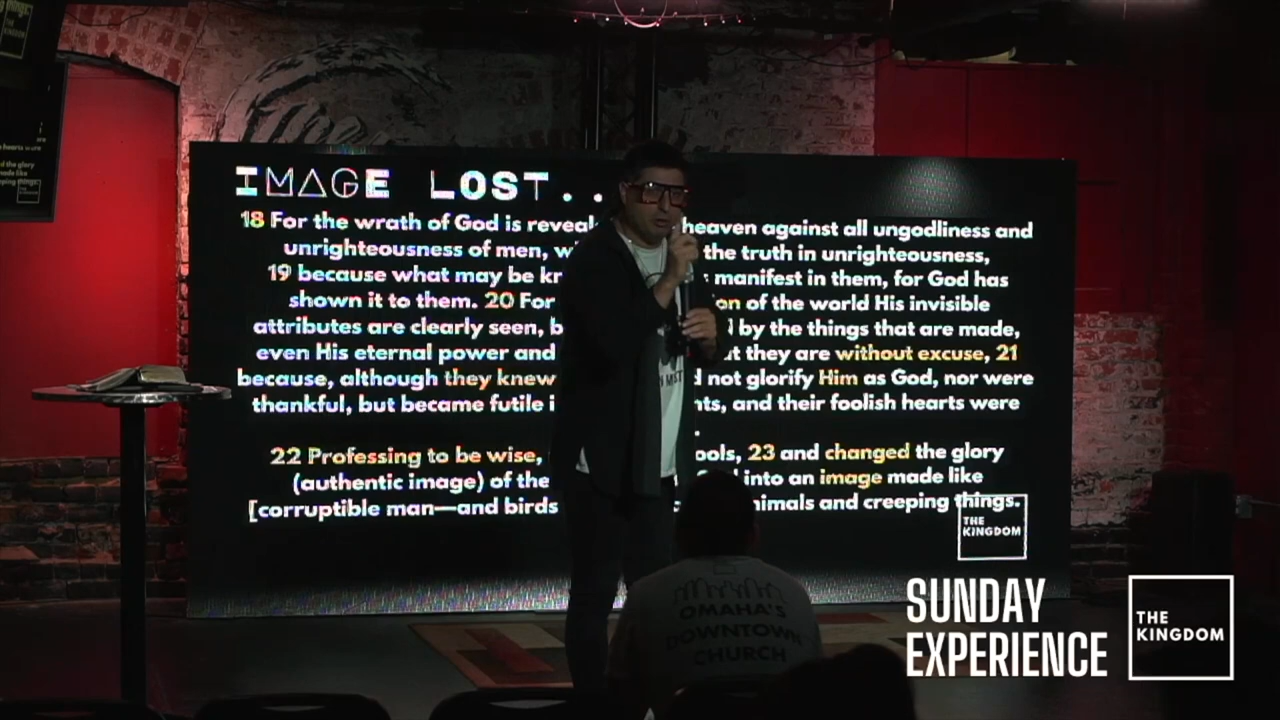 IMAGE LOST..
18 For the wrath of God is reveal heaven against all ungodliness and
unrighteousness of men, the truth in unrighteousness,
19 because what may be manifest in them, for God has
shown it to them. 20 For of the world His invisible
attributes are clearly seen, by the things that are made,
even His eternal power and they are without excuse, 21
because, although they knew not glorify Him as God, nor were
thankful, but became futile and their foolish hearts were
22 Professing to be wise, 23 and changed the glory
(authentic image) of the into an image made like
[corruptible man—and birds and creeping things.
THE
KINGDOM
OMAHA'S
DOWNTOWN
CHURCH
SUNDAY
EXPERIENCE
THE
KINGDOM